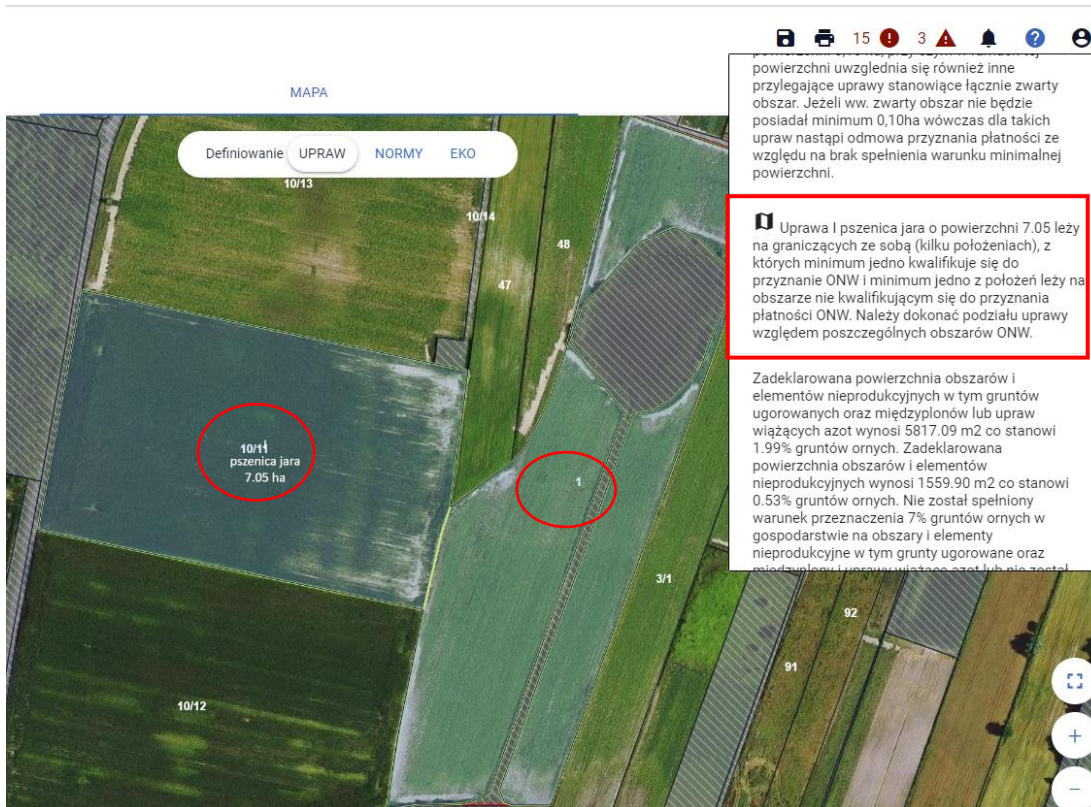 15 3
MAPA
Definiowanie UPRAW NORMY EKO
powierzchni uwzglednia się również inne
przylegające uprawy stanowiące łącznie zwarty
obszar. Jeżeli ww. zwarty obszar nie będzie
posiadał minimum 0,10ha wówczas dla takich
upraw nastąpi odmowa przyznania płatności ze
względu na brak spełnienia warunku minimalnej
powierzchni.
Uprawa I pszenica jara o powierzchni 7.05 leży
na graniczących ze sobą (kilku położeniach), z
których minimum jedno kwalifikuje się do
przyznanie ONW i minimum jedno z położeń leży na
obszarze nie kwalifikującym się do przyznania
płatności ONW. Należy dokonać podziału uprawy
względem poszczególnych obszarów ONW.
Zadeklarowana powierzchnia obszarów i
elementów nieprodukcyjnych w tym gruntów
ugorowanych oraz międzyplonów lub upraw
wiążących azot wynosi 5817.09 m2 co stanowi
1.99% gruntów ornych. Zadeklarowana
powierzchnia obszarów i elementów
nieprodukcyjnych wynosi 1559.90 m2 co stanowi
0.53% gruntów ornych. Nie został spełniony
warunek przeznaczenia 7% gruntów ornych w
gospodarstwie na obszary i elementy
nieprodukcyjne w tym grunty ugorowane oraz
międzyplony i uprawy wiążące azot lub nie został
10/13
10/14
48
47
10/11
pszenica jara
7.05 ha
1
3/1
92
91
10/12